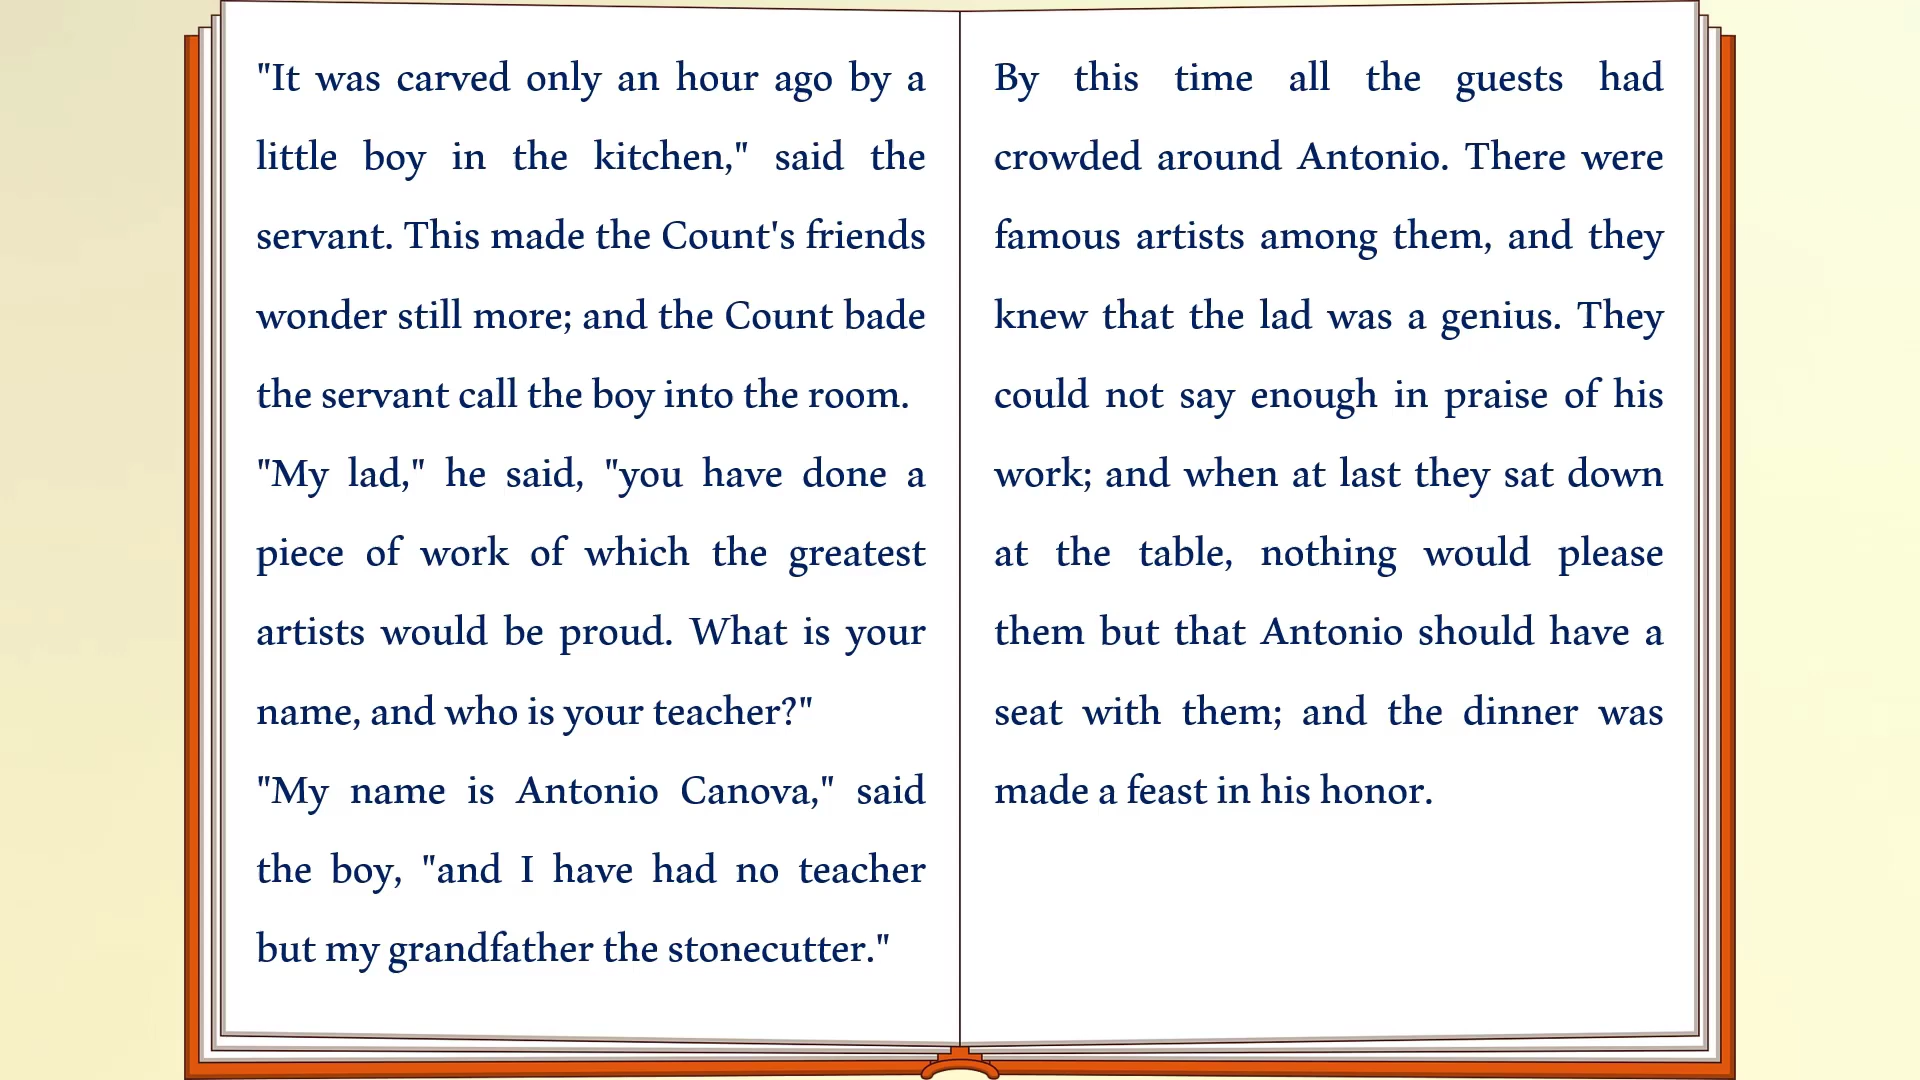 "It was carved only an hour ago by a
little boy in the kitchen," said the
servant. This made the Count's friends
wonder still more; and the Count bade
the servant call the boy into the room.
"My lad," he said, "you have done a
piece of work of which the greatest
artists would be proud. What is your
name, and who is your teacher?"
"My name is Antonio Canova," said
the boy, "and I have had no teacher
but my grandfather the stonecutter."
By this time all the guests had
crowded around Antonio. There were
famous artists among them, and they
knew that the lad was a genius. They
could not say enough in praise of his
work; and when at last they sat down
at the table, nothing would please
them but that Antonio should have a
seat with them; and the dinner was
made a feast in his honor.